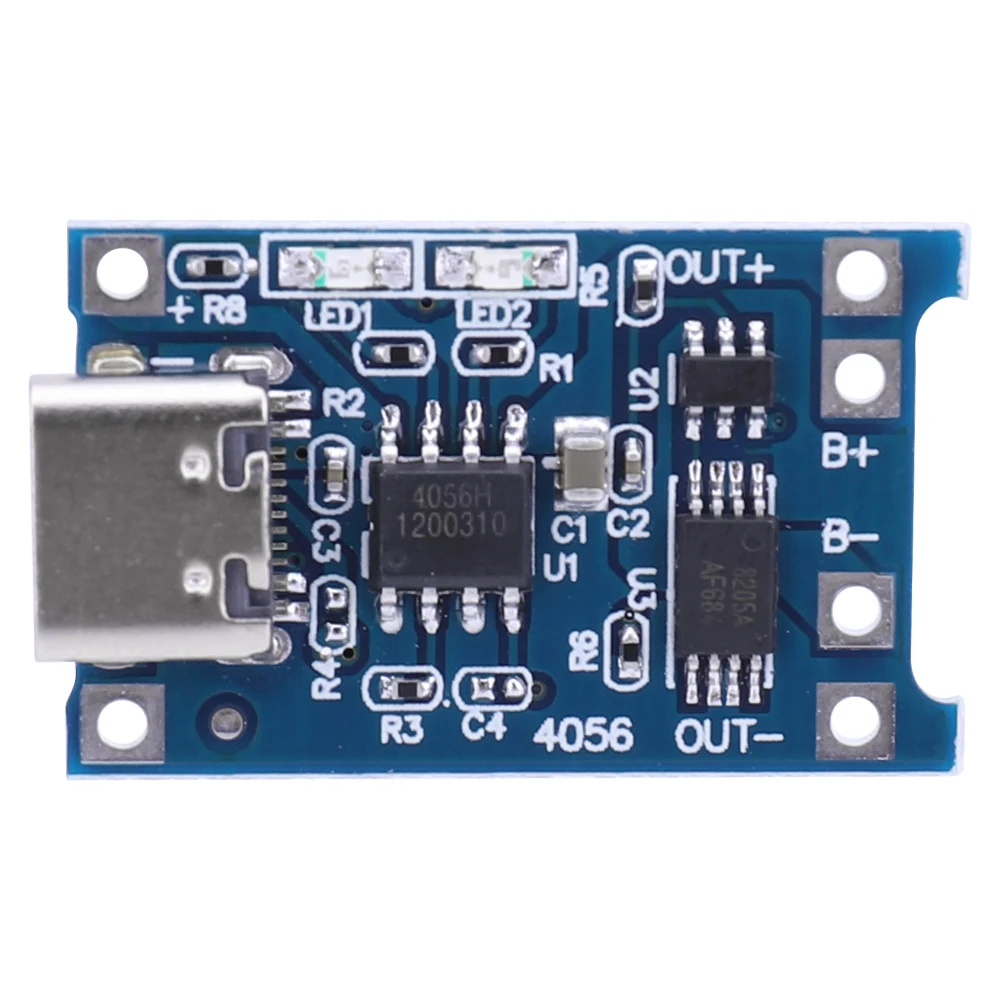 + R8
LED1
LED2
R5
OUT+
−
R1
R2
U2
B+
4056H
1200310
C3
C1
C2
U1
B-
8205A
AF684
U3
R4
R6
R3
C4
4056
OUT-